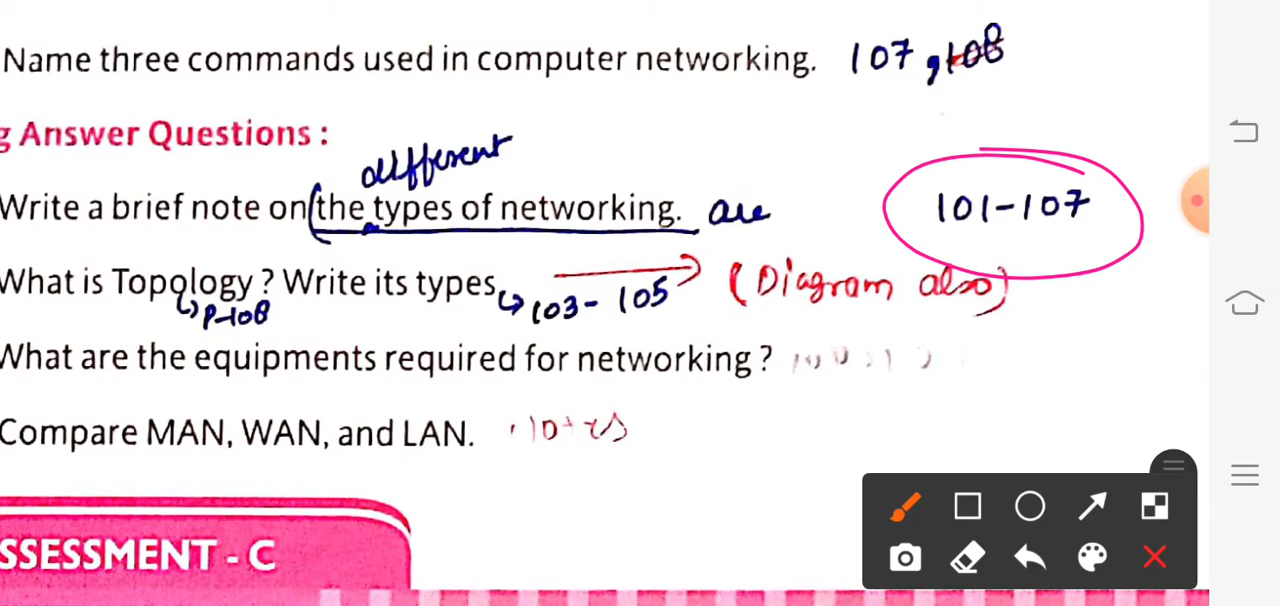 Name three commands used in computer networking. 107, 108
g Answer Questions :
different
Write a brief note on (the types of networking. are 101-107
What is Topology ? Write its types 103-105 (Diagram also)
P-108
What are the equipments required for networking ?
Compare MAN, WAN, and LAN.
SSESSMENT - C